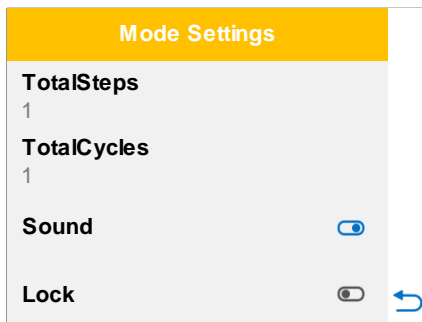 Mode Settings
TotalSteps
1
TotalCycles
1
Sound
Lock